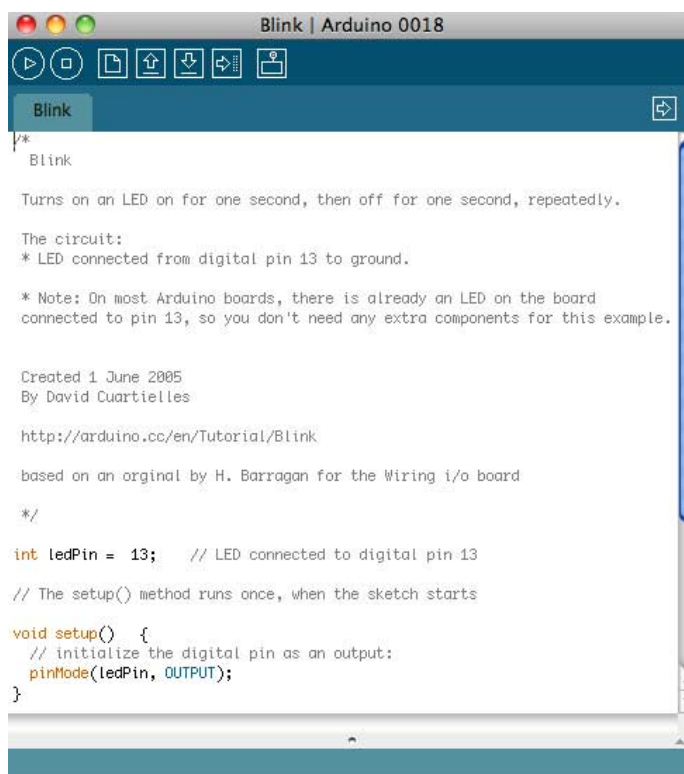 Blink | Arduino 0018
Blink
/*
Blink
Turns on an LED on for one second, then off for one second, repeatedly.
The circuit:
* LED connected from digital pin 13 to ground.
* Note: On most Arduino boards, there is already an LED on the board
connected to pin 13, so you don't need any extra components for this example.
Created 1 June 2005
By David Cuartielles
http://arduino.cc/en/Tutorial/Blink
based on an orginal by H. Barragan for the Wiring i/o board
*/
int ledPin =  13;    // LED connected to digital pin 13
// The setup() method runs once, when the sketch starts
void setup()   {
// initialize the digital pin as an output:
pinMode(ledPin, OUTPUT);
}